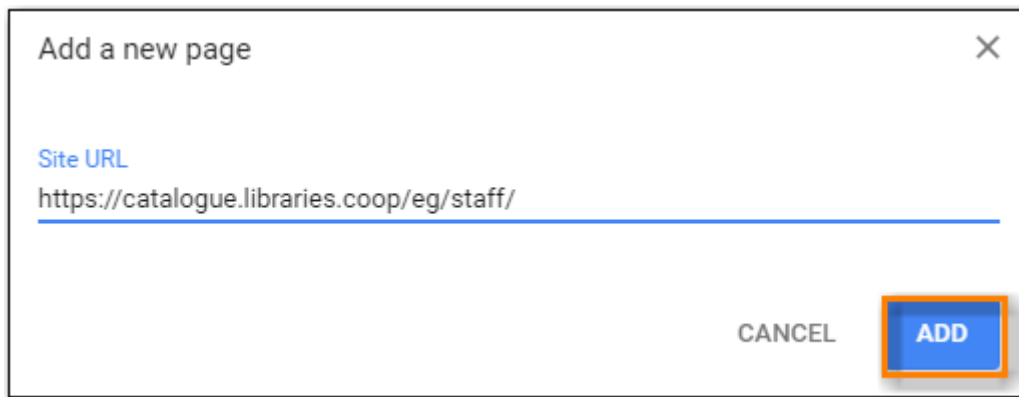 Add a new page
Site URL
https://catalogue.libraries.coop/eg/staff/
CANCEL ADD